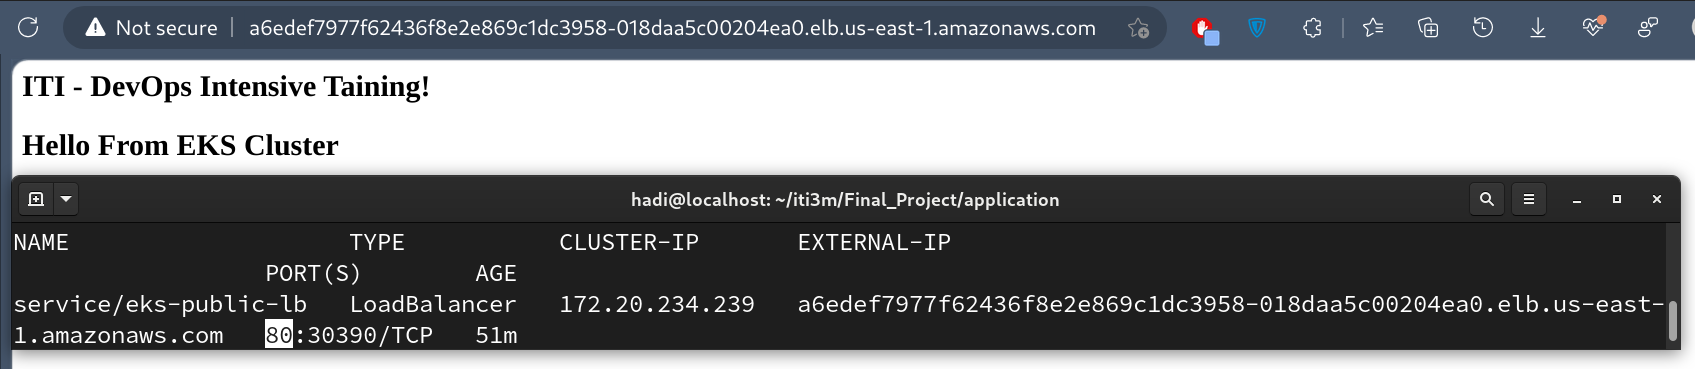 Not secure a6edef7977f62436f8e2e869c1dc3958-018daa5c00204ea0.elb.us-east-1.amazonaws.com
ITI - DevOps Intensive Taining!
Hello From EKS Cluster
hadi@localhost: ~/iti3m/Final_Project/application
NAME TYPE CLUSTER-IP EXTERNAL-IP
PORT(S) AGE
service/eks-public-lb LoadBalancer 172.20.234.239 a6edef7977f62436f8e2e869c1dc3958-018daa5c00204ea0.elb.us-east-
1.amazonaws.com 80:30390/TCP 51m